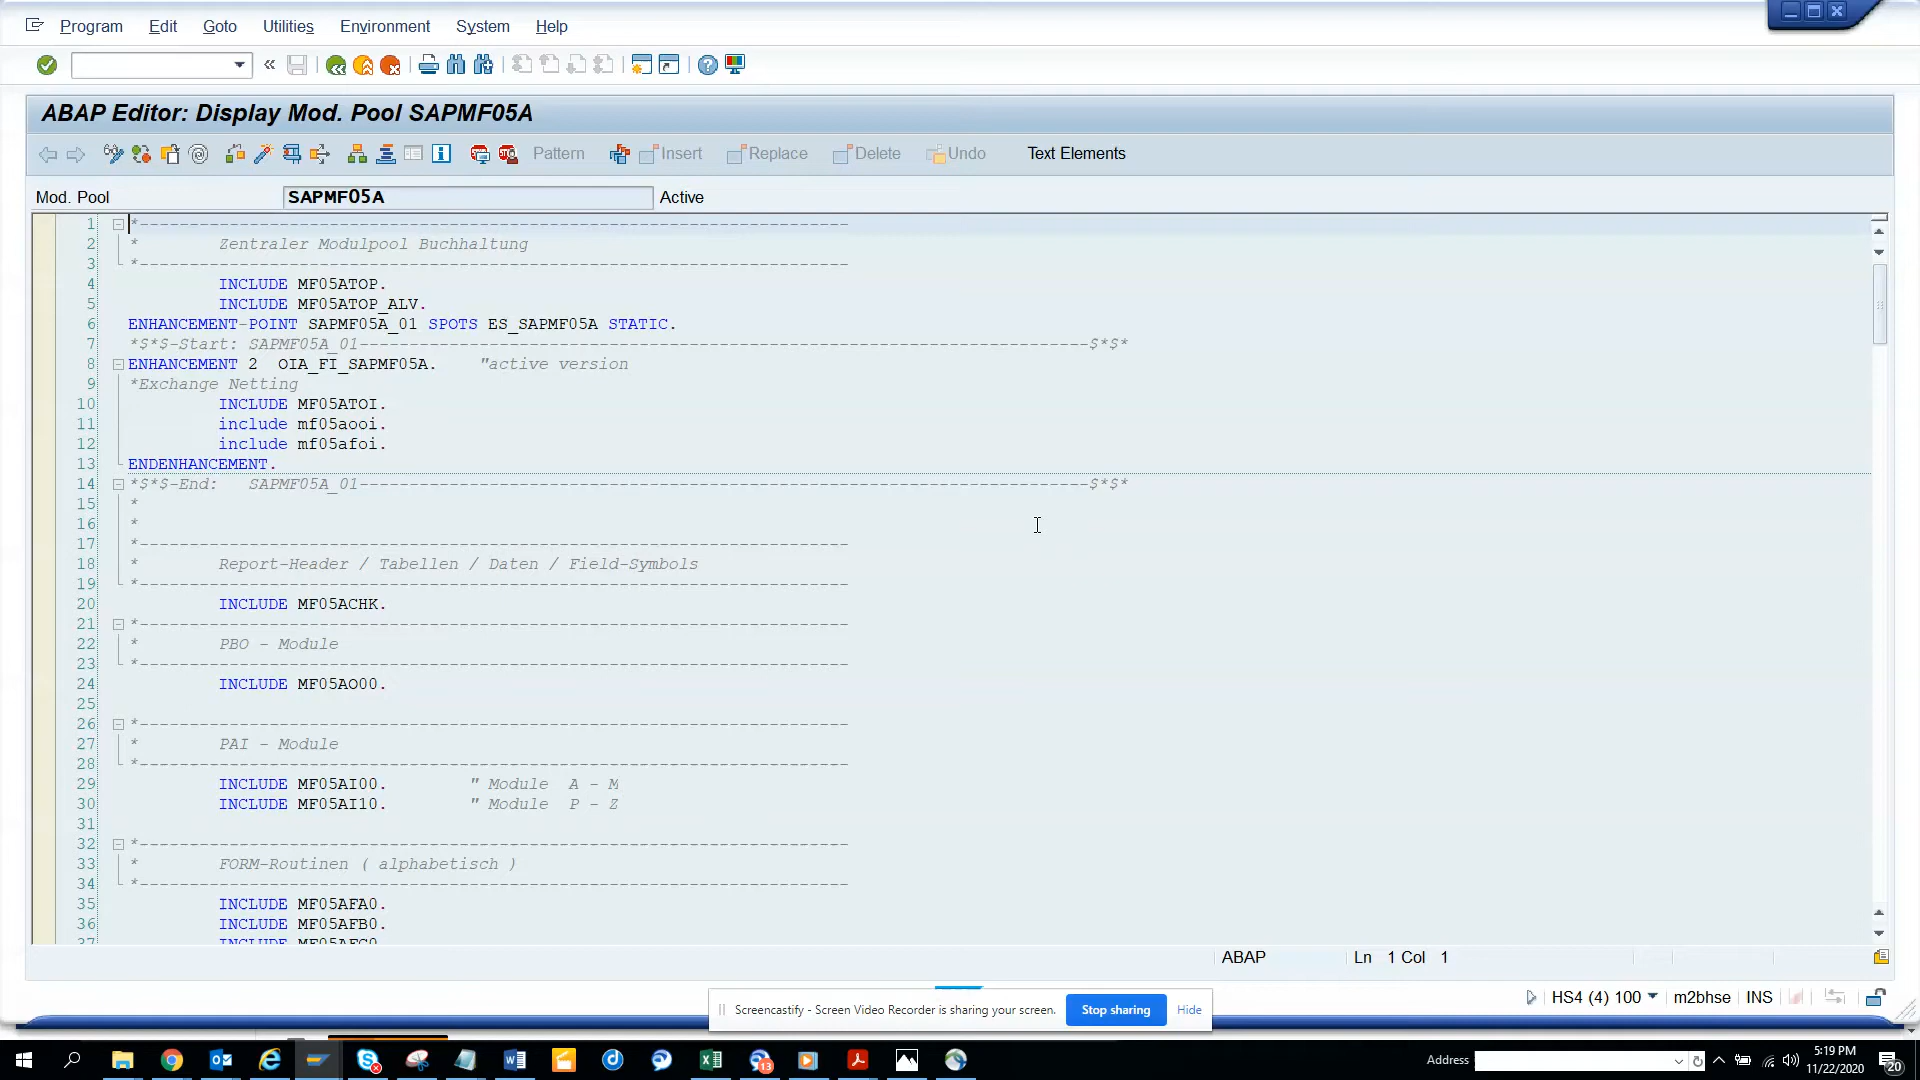 Program Edit Goto Utilities Environment System Help
ABAP Editor: Display Mod. Pool SAPMF05A
Pattern Insert Replace Delete Undo Text Elements
Mod. Pool SAPMF05A Active
1 *-----------------------------------------------------------------------
2 * Zentraler Modulpool Buchhaltung
3 *-----------------------------------------------------------------------
4 INCLUDE MF05ATOP.
5 INCLUDE MF05ATOP_ALV.
6 ENHANCEMENT-POINT SAPMF05A_01 SPOTS ES_SAPMF05A STATIC.
7 *$*$-Start: SAPMF05A_01-------------------------------------------------------------------------$*$*
8 ENHANCEMENT 2 OIA_FI_SAPMF05A. "active version
9 *Exchange Netting
10 INCLUDE MF05ATOI.
11 include mf05aooi.
12 include mf05afoi.
13 ENDENHANCEMENT.
14 *$*$-End: SAPMF05A_01-------------------------------------------------------------------------$*$*
15 *
16 *
17 *-----------------------------------------------------------------------
18 * Report-Header / Tabellen / Daten / Field-Symbols
19 *-----------------------------------------------------------------------
20 INCLUDE MF05ACHK.
21 *-----------------------------------------------------------------------
22 * PBO - Module
23 *-----------------------------------------------------------------------
24 INCLUDE MF05AO00.
25
26 *-----------------------------------------------------------------------
27 * PAI - Module
28 *-----------------------------------------------------------------------
29 INCLUDE MF05AI00. " Module A - M
30 INCLUDE MF05AI10. " Module P - Z
31
32 *-----------------------------------------------------------------------
33 * FORM-Routinen ( alphabetisch )
34 *-----------------------------------------------------------------------
35 INCLUDE MF05AFA0.
36 INCLUDE MF05AFB0.
37 INCLUDE MF05AFC0
ABAP Ln 1 Col 1
HS4 (4) 100 m2bhse INS
Screencastify - Screen Video Recorder is sharing your screen. Stop sharing Hide
Address
5:19 PM
11/22/2020
13
20